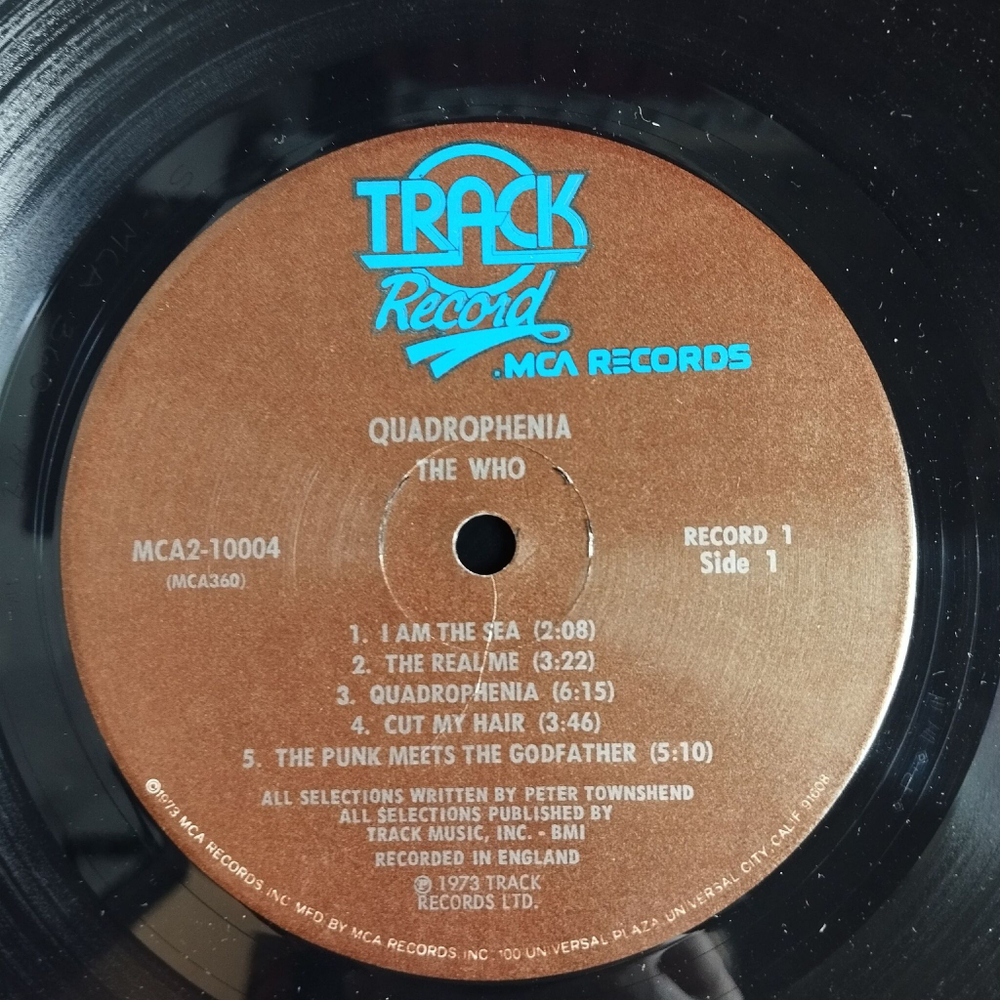 TRACK
Record
.MCA RECORDS
QUADROPHENIA
THE WHO
MCA2-10004
(MCA360)
RECORD 1
Side 1
1. I AM THE SEA (2:08)
2. THE REAL ME (3:22)
3. QUADROPHENIA (6:15)
4. CUT MY HAIR (3:46)
5. THE PUNK MEETS THE GODFATHER (5:10)
ALL SELECTIONS WRITTEN BY PETER TOWNSHEND
ALL SELECTIONS PUBLISHED BY
TRACK MUSIC, INC. - BMI
RECORDED IN ENGLAND
℗ 1973 TRACK
RECORDS LTD.
©1973 MCA RECORDS, INC MFD. BY MCA RECORDS, INC 100 UNIVERSAL PLAZA, UNIVERSAL CITY, CALIF 91608